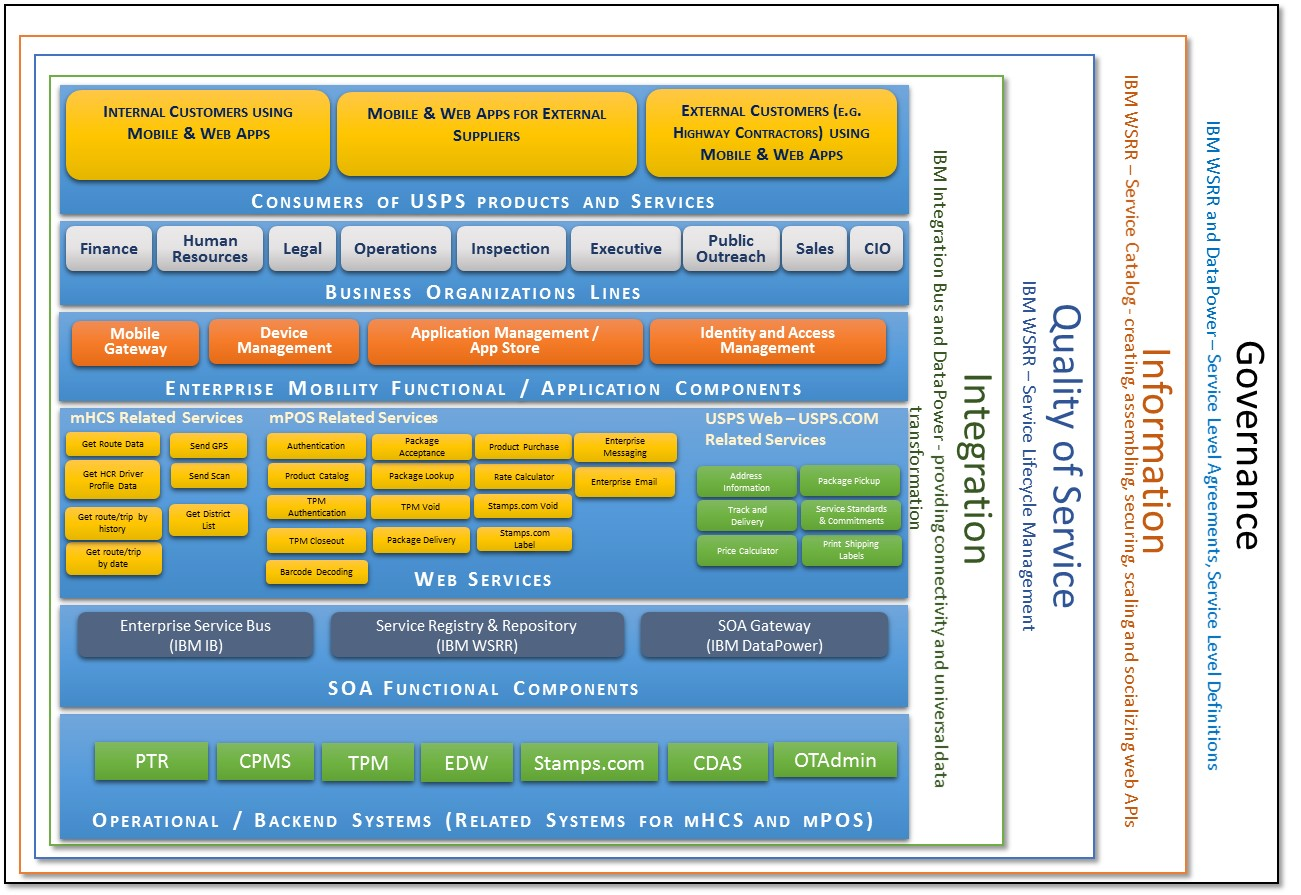 INTERNAL CUSTOMERS USING
MOBILE & WEB APPS
MOBILE & WEB APPS FOR EXTERNAL
SUPPLIERS
EXTERNAL CUSTOMERS (E.G.
HIGHWAY CONTRACTORS) USING
MOBILE & WEB APPS
CONSUMERS OF USPS PRODUCTS AND SERVICES
Finance
Human
Resources
Legal
Operations
Inspection
Executive
Public
Outreach
Sales
CIO
BUSINESS ORGANIZATIONS LINES
Mobile
Gateway
Device
Management
Application Management /
App Store
Identity and Access
Management
ENTERPRISE MOBILITY FUNCTIONAL / APPLICATION COMPONENTS
mHCS Related Services
Get Route Data
Send GPS
Get HCR Driver
Profile Data
Send Scan
Get route/trip by
history
Get District
List
Get route/trip
by date
mPOS Related Services
Authentication
Package
Acceptance
Product Purchase
Enterprise
Messaging
Product Catalog
Package Lookup
Rate Calculator
Enterprise Email
TPM
Authentication
TPM Void
Stamps.com Void
TPM Closeout
Package Delivery
Stamps.com
Label
Barcode Decoding
USPS Web – USPS.COM
Related Services
Address
Information
Package Pickup
Track and
Delivery
Service Standards
& Commitments
Price Calculator
Print Shipping
Labels
WEB SERVICES
Enterprise Service Bus
(IBM IB)
Service Registry & Repository
(IBM WSRR)
SOA Gateway
(IBM DataPower)
SOA FUNCTIONAL COMPONENTS
PTR
CPMS
TPM
EDW
Stamps.com
CDAS
OTAdmin
OPERATIONAL / BACKEND SYSTEMS (RELATED SYSTEMS FOR MHCS AND MPOS)
Integration
IBM Integration Bus and DataPower - providing connectivity and universal data
transformation
Quality of Service
IBM WSRR – Service Lifecycle Management
Information
IBM WSRR – Service Catalog - creating, assembling, securing, scaling and socializing web APIs
Governance
IBM WSRR and DataPower – Service Level Agreements, Service Level Definitions